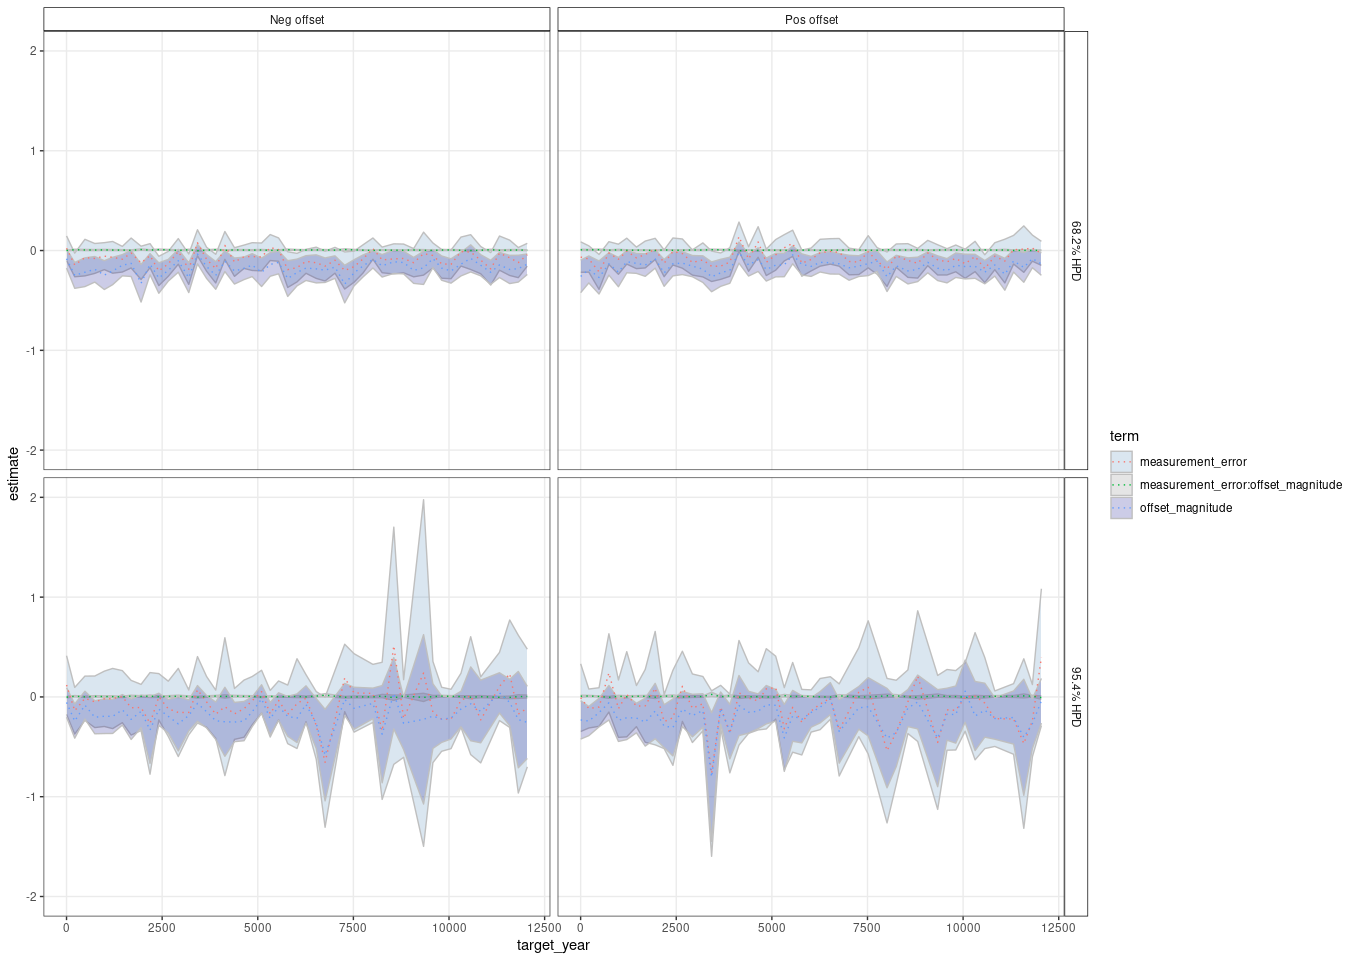 Neg offset
Pos offset
2
1
0
-1
-2
68.2% HPD
2
1
0
-1
-2
95.4% HPD
estimate
0
2500
5000
7500
10000
12500
0
2500
5000
7500
10000
12500
target_year
term
measurement_error
measurement_error:offset_magnitude
offset_magnitude